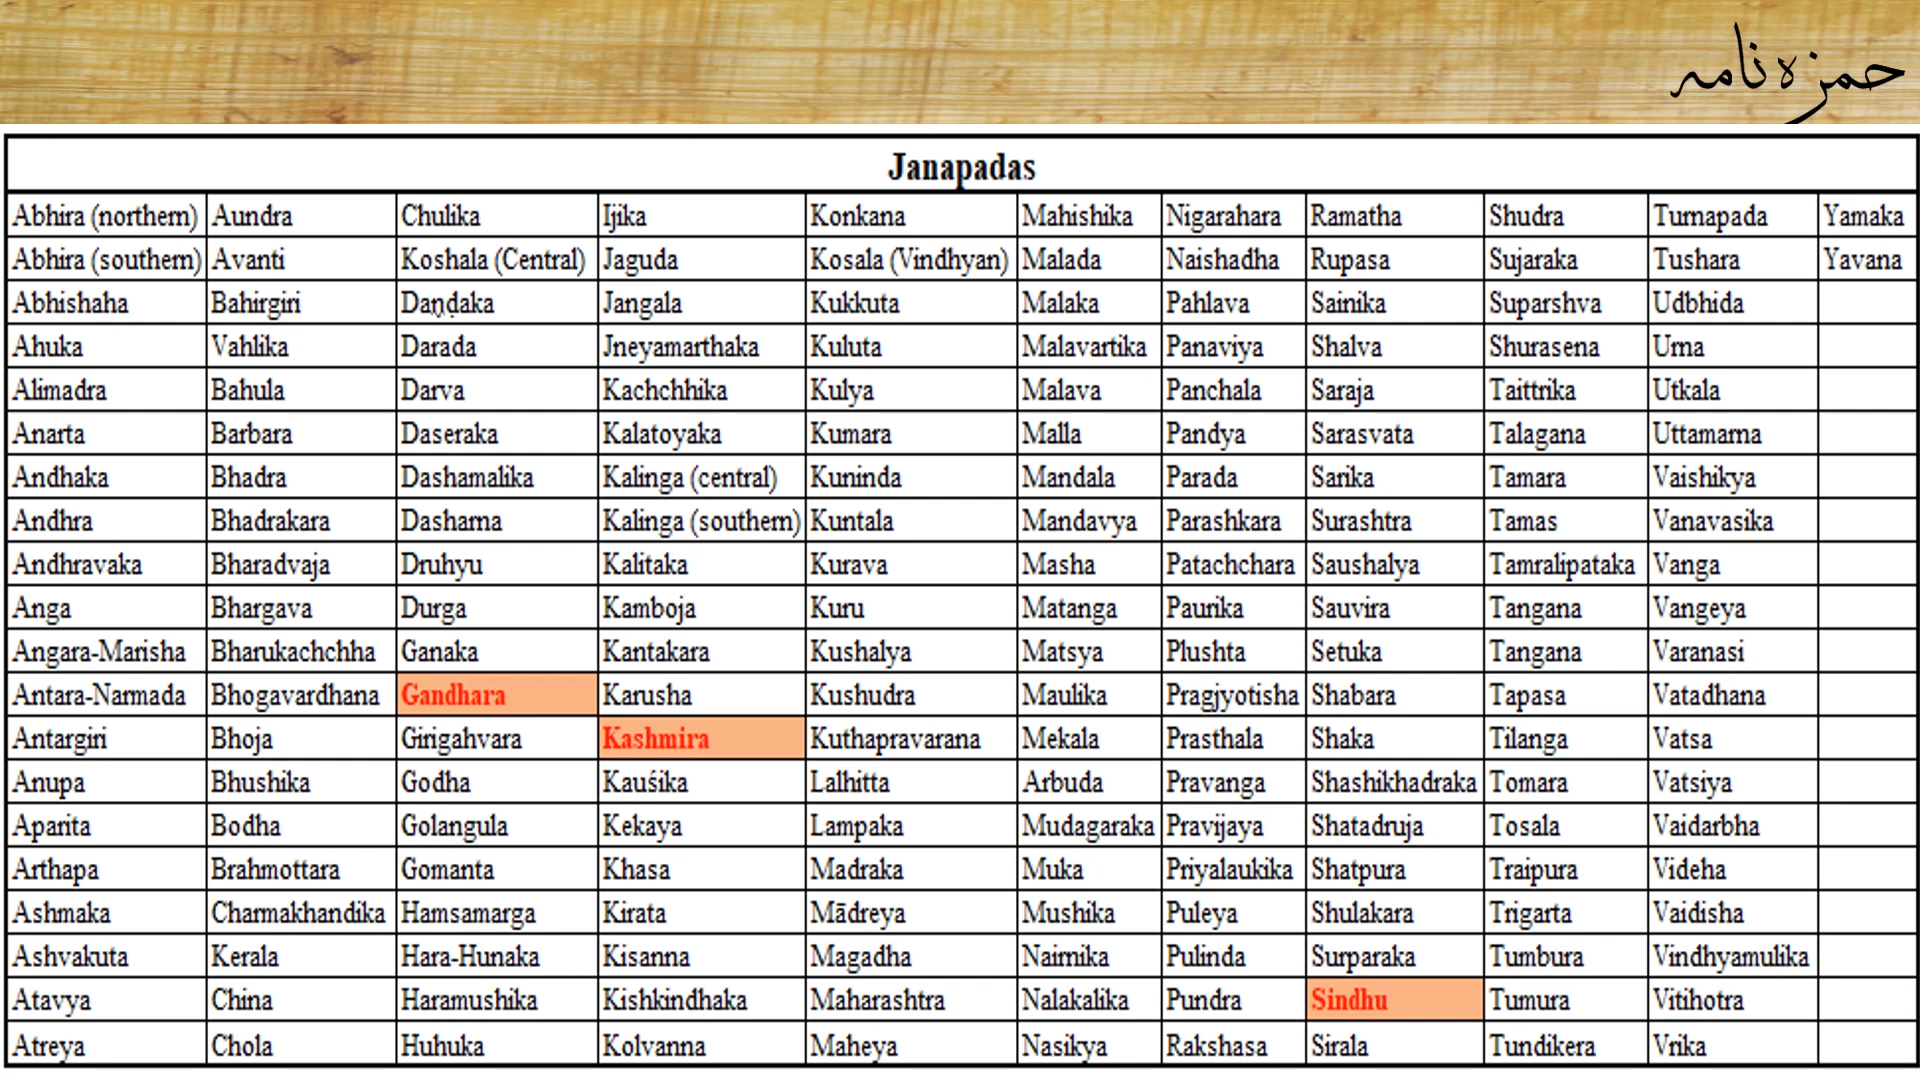 حمزہ نامہ
Janapadas
Abhira (northern) Aundra Chulika Ijika Konkana Mahishika Nigarahara Ramatha Shudra Turnapada Yamaka
Abhira (southern) Avanti Koshala (Central) Jaguda Kosala (Vindhyan) Malada Naishadha Rupasa Sujaraka Tushara Yavana
Abhishaha Bahirgiri Daṇḍaka Jangala Kukkuta Malaka Pahlava Sainika Suparshva Udbhida
Ahuka Vahlika Darada Jneyamarthaka Kuluta Malavartika Panaviya Shalva Shurasena Urna
Alimadra Bahula Darva Kachchhika Kulya Malava Panchala Saraja Taittrika Utkala
Anarta Barbara Daseraka Kalatoyaka Kumara Malla Pandya Sarasvata Talagana Uttamarna
Andhaka Bhadra Dashamalika Kalinga (central) Kuninda Mandala Parada Sarika Tamara Vaishikya
Andhra Bhadrakara Dasharna Kalinga (southern) Kuntala Mandavya Parashkara Surashtra Tamas Vanavasika
Andhravaka Bharadvaja Druhyu Kalitaka Kurava Masha Patachchara Saushalya Tamralipataka Vanga
Anga Bhargava Durga Kamboja Kuru Matanga Paurika Sauvira Tangana Vangeya
Angara-Marisha Bharukachchha Ganaka Kantakara Kushalya Matsya Plushta Setuka Tangana Varanasi
Antara-Narmada Bhogavardhana Gandhara Karusha Kushudra Maulika Pragjyotisha Shabara Tapasa Vatadhana
Antargiri Bhoja Girigahvara Kashmira Kuthapravarana Mekala Prasthala Shaka Tilanga Vatsa
Anupa Bhushika Godha Kauśika Lalhitta Arbuda Pravanga Shashikhadraka Tomara Vatsiya
Aparita Bodha Golangula Kekaya Lampaka Mudagaraka Pravijaya Shatadruja Tosala Vaidarbha
Arthapa Brahmottara Gomanta Khasa Madraka Muka Priyalaukika Shatpura Traipura Videha
Ashmaka Charmakhandika Hamsamarga Kirata Mādreya Mushika Puleya Shulakara Trigarta Vaidisha
Ashvakuta Kerala Hara-Hunaka Kisanna Magadha Nairnika Pulinda Surparaka Tumbura Vindhyamulika
Atavya China Haramushika Kishkindhaka Maharashtra Nalakalika Pundra Sindhu Tumura Vitihotra
Atreya Chola Huhuka Kolvanna Maheya Nasikya Rakshasa Sirala Tundikera Vrika